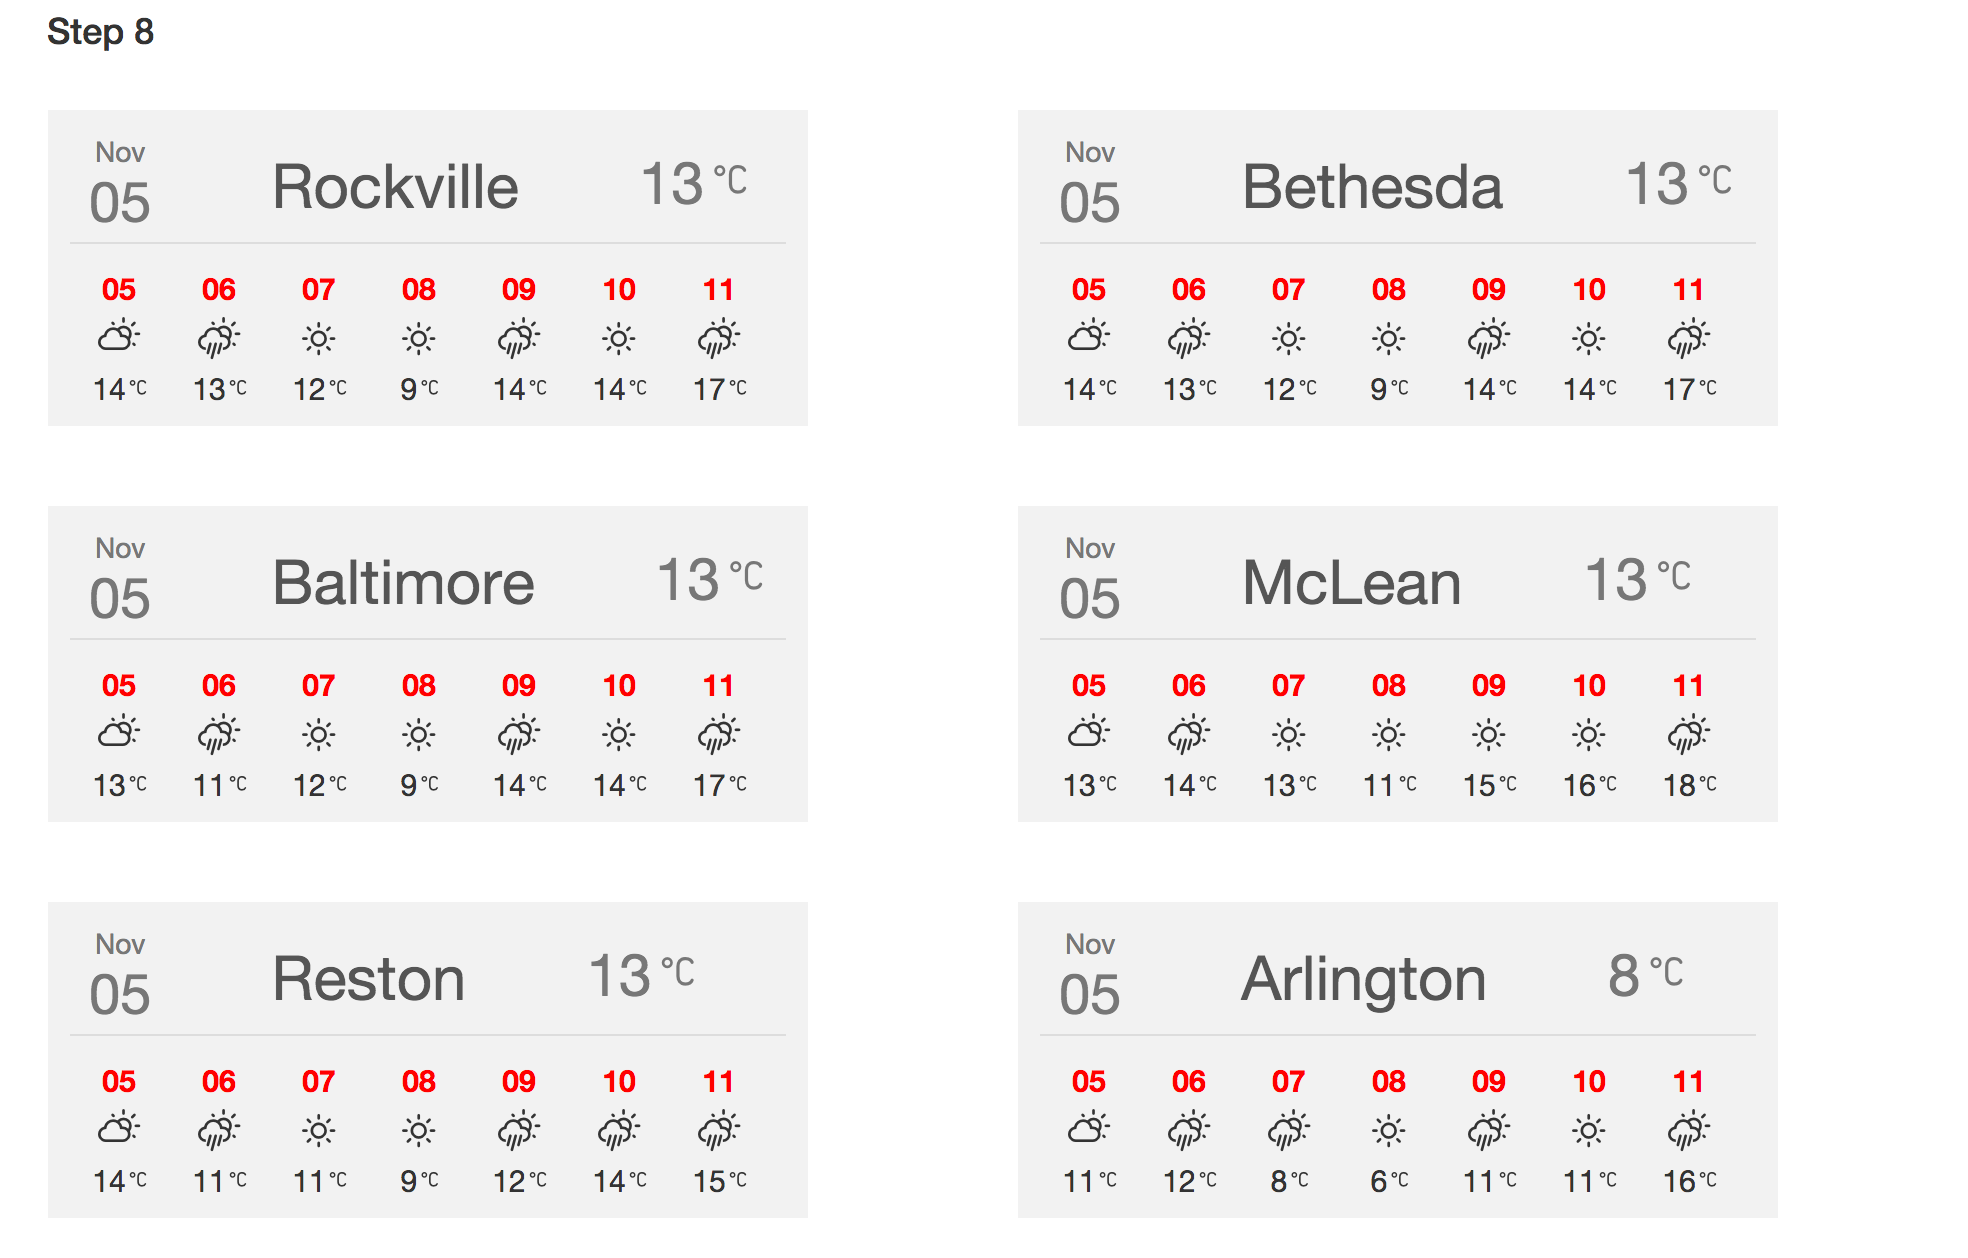 Step 8
Nov
05
Rockville
13 °C
05 06 07 08 09 10 11
14 °C 13 °C 12 °C 9 °C 14 °C 14 °C 17 °C
Nov
05
Bethesda
13 °C
05 06 07 08 09 10 11
14 °C 13 °C 12 °C 9 °C 14 °C 14 °C 17 °C
Nov
05
Baltimore
13 °C
05 06 07 08 09 10 11
13 °C 11 °C 12 °C 9 °C 14 °C 14 °C 17 °C
Nov
05
McLean
13 °C
05 06 07 08 09 10 11
13 °C 14 °C 13 °C 11 °C 15 °C 16 °C 18 °C
Nov
05
Reston
13 °C
05 06 07 08 09 10 11
14 °C 11 °C 11 °C 9 °C 12 °C 14 °C 15 °C
Nov
05
Arlington
8 °C
05 06 07 08 09 10 11
11 °C 12 °C 8 °C 6 °C 11 °C 11 °C 16 °C